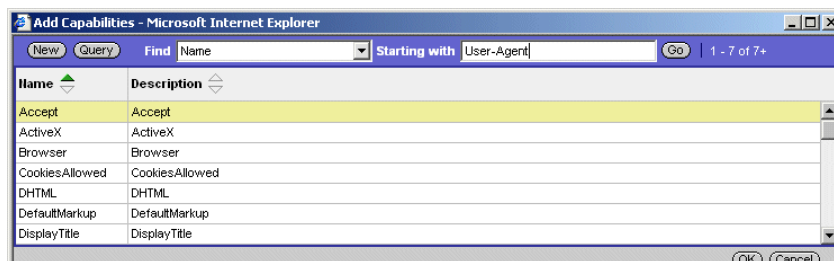 Add Capabilities - Microsoft Internet Explorer
New Query Find Name Starting with User-Agent Go 1 - 7 of 7+
Name Description
Accept Accept
ActiveX ActiveX
Browser Browser
CookiesAllowed CookiesAllowed
DHTML DHTML
DefaultMarkup DefaultMarkup
DisplayTitle DisplayTitle
OK Cancel